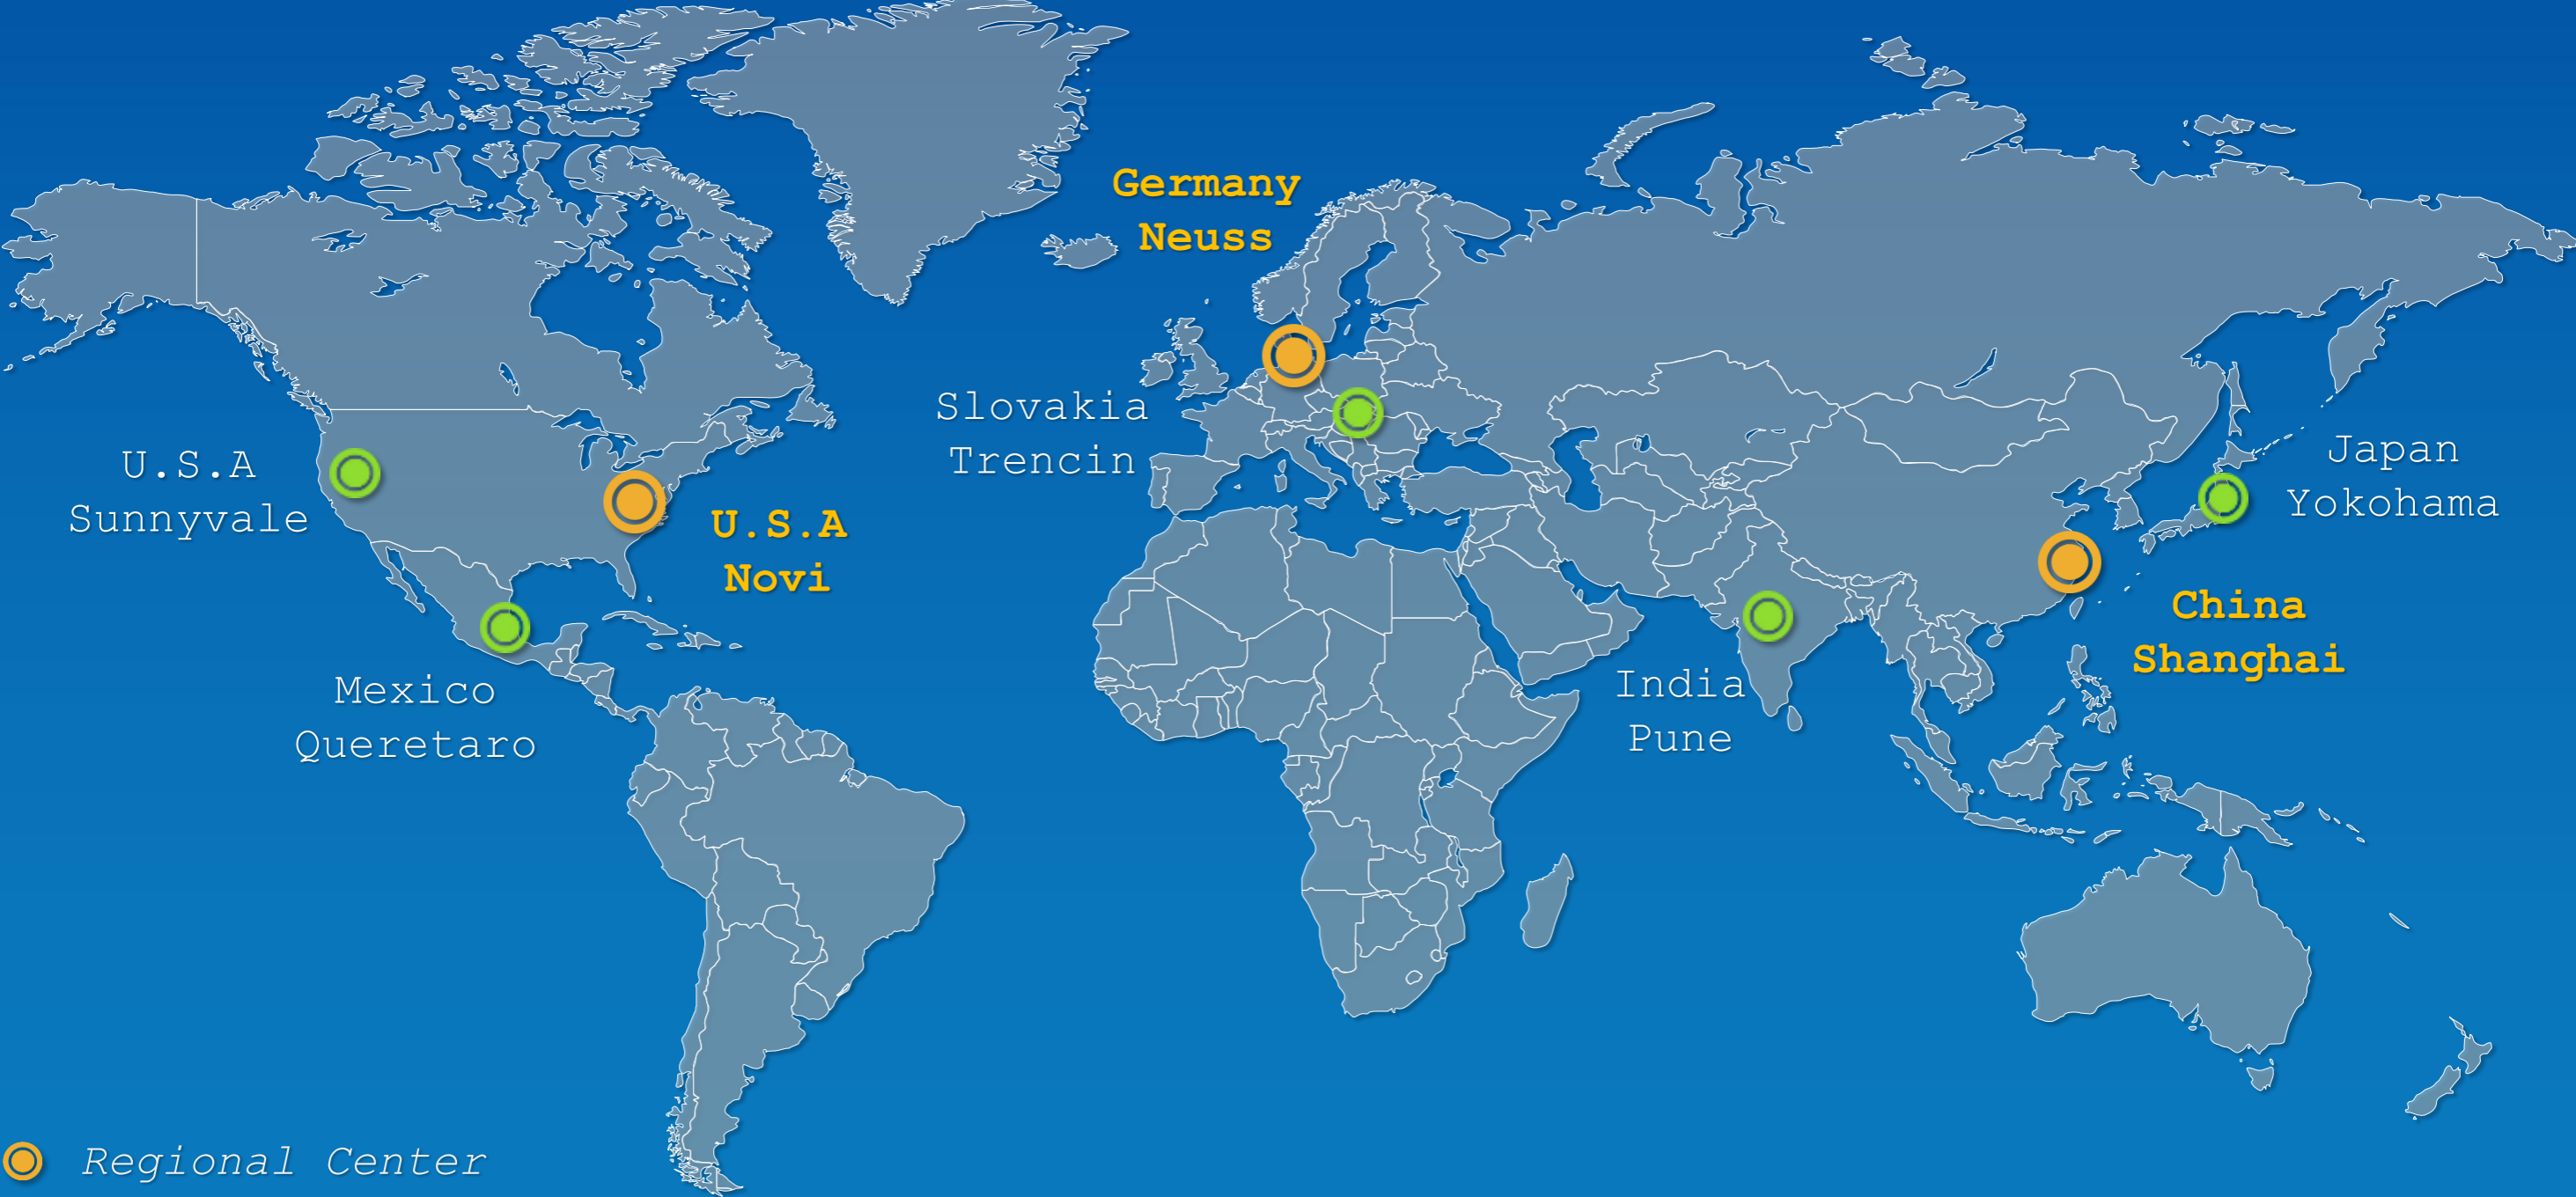 Germany
Neuss
Slovakia
Trencin
U.S.A
Sunnyvale
U.S.A
Novi
Japan
Yokohama
China
Shanghai
Mexico
Queretaro
India
Pune
Regional Center